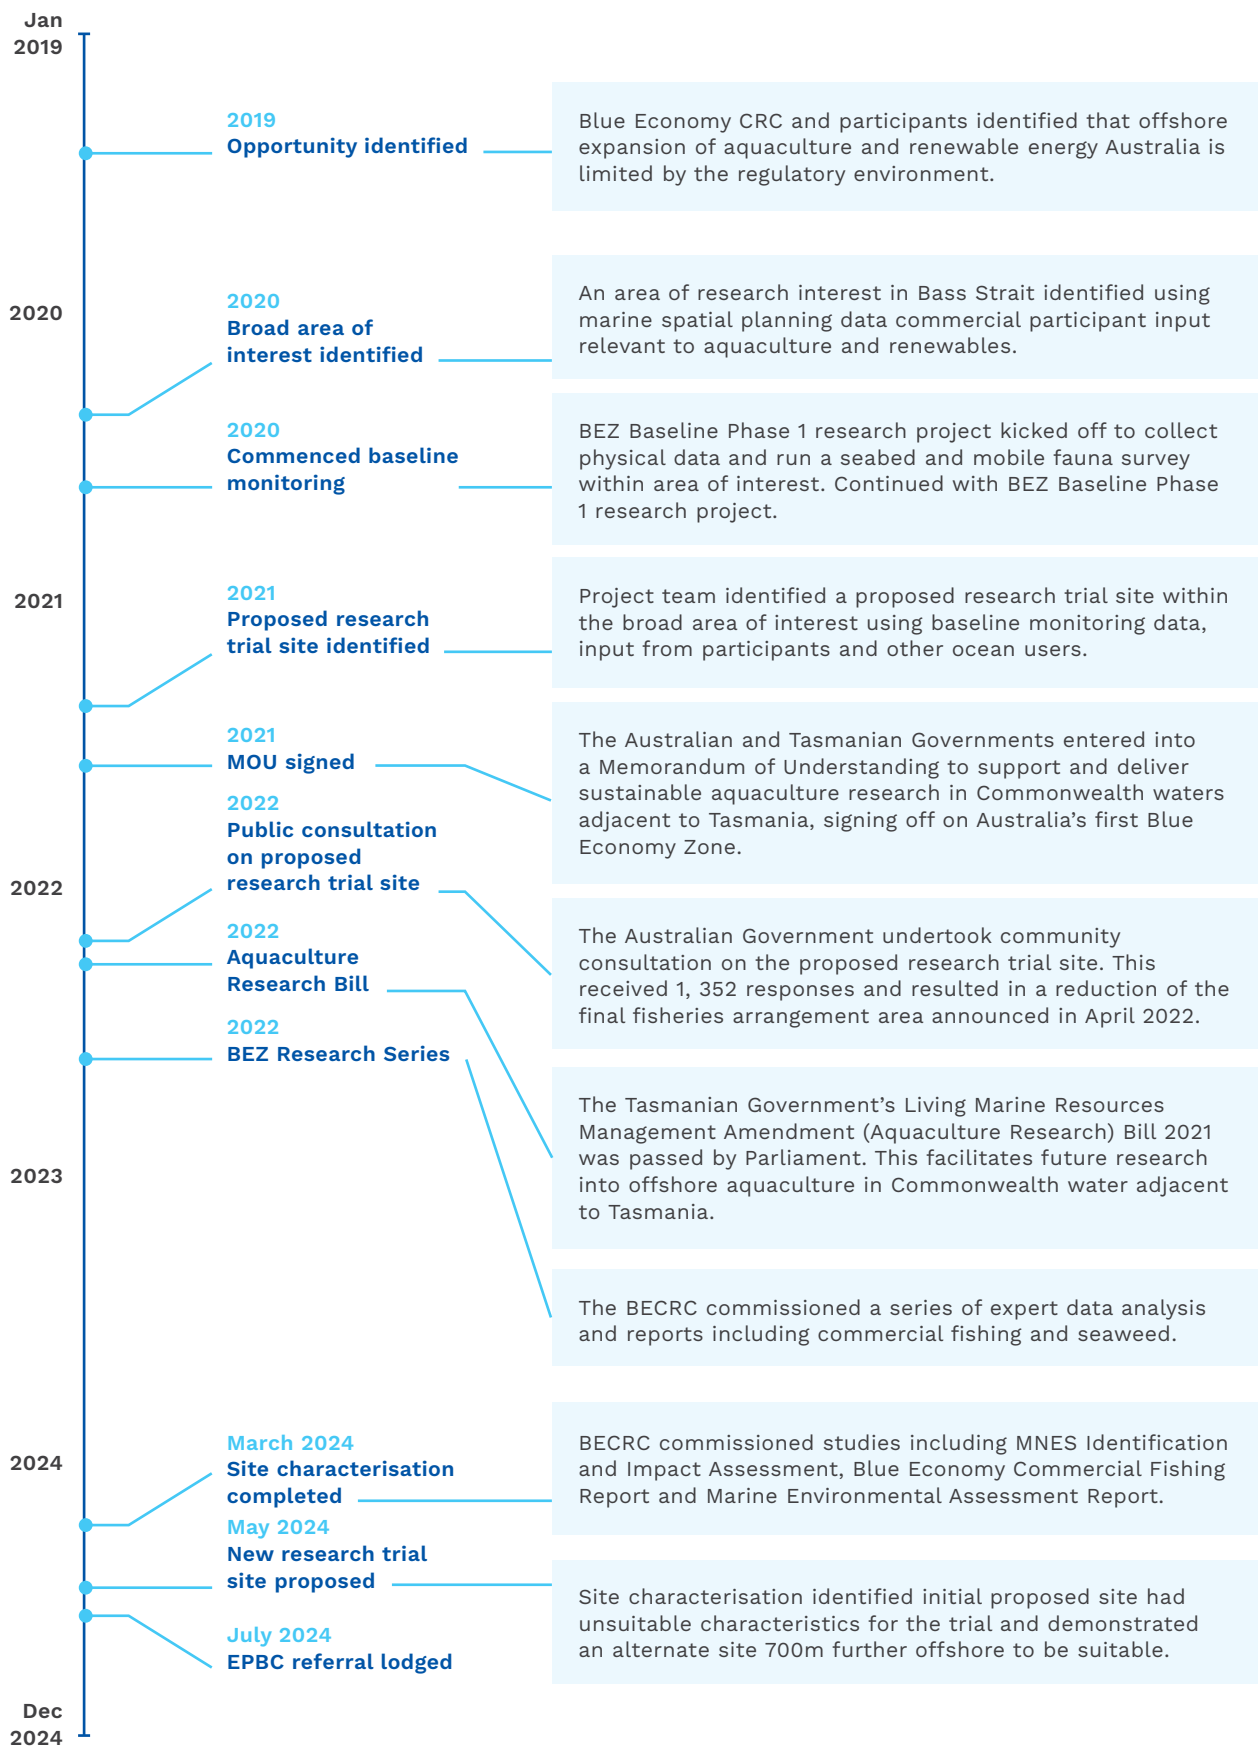 Jan
2019
2019
Opportunity identified
Blue Economy CRC and participants identified that offshore
expansion of aquaculture and renewable energy Australia is
limited by the regulatory environment.
2020
2020
Broad area of
interest identified
An area of research interest in Bass Strait identified using
marine spatial planning data commercial participant input
relevant to aquaculture and renewables.
2020
Commenced baseline
monitoring
BEZ Baseline Phase 1 research project kicked off to collect
physical data and run a seabed and mobile fauna survey
within area of interest. Continued with BEZ Baseline Phase
1 research project.
2021
2021
Proposed research
trial site identified
Project team identified a proposed research trial site within
the broad area of interest using baseline monitoring data,
input from participants and other ocean users.
2021
MOU signed
The Australian and Tasmanian Governments entered into
a Memorandum of Understanding to support and deliver
sustainable aquaculture research in Commonwealth waters
adjacent to Tasmania, signing off on Australia’s first Blue
Economy Zone.
2022
2022
Public consultation
on proposed
research trial site
The Australian Government undertook community
consultation on the proposed research trial site. This
received 1, 352 responses and resulted in a reduction of the
final fisheries arrangement area announced in April 2022.
2022
Aquaculture
Research Bill
The Tasmanian Government’s Living Marine Resources
Management Amendment (Aquaculture Research) Bill 2021
was passed by Parliament. This facilitates future research
into offshore aquaculture in Commonwealth water adjacent
to Tasmania.
2022
BEZ Research Series
The BECRC commissioned a series of expert data analysis
and reports including commercial fishing and seaweed.
2023
2024
March 2024
Site characterisation
completed
BECRC commissioned studies including MNES Identification
and Impact Assessment, Blue Economy Commercial Fishing
Report and Marine Environmental Assessment Report.
May 2024
New research trial
site proposed
Site characterisation identified initial proposed site had
unsuitable characteristics for the trial and demonstrated
an alternate site 700m further offshore to be suitable.
July 2024
EPBC referral lodged
Dec
2024